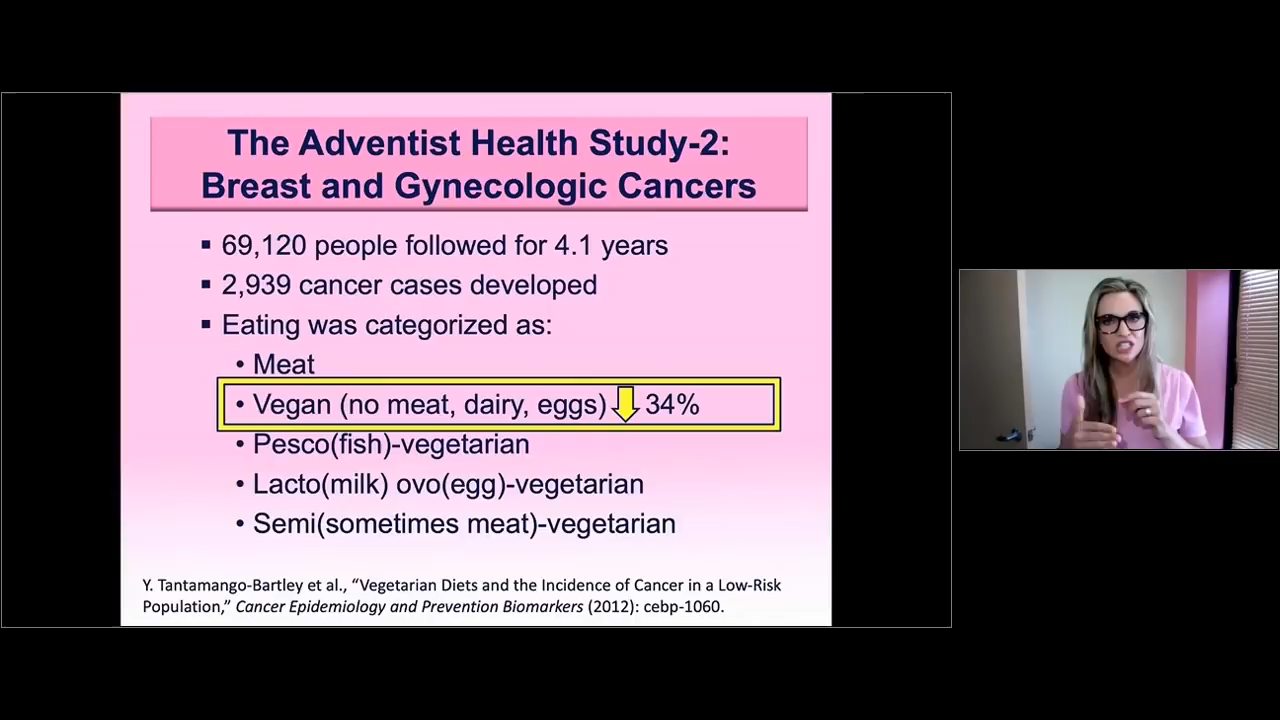 The Adventist Health Study-2:
Breast and Gynecologic Cancers
▪ 69,120 people followed for 4.1 years
▪ 2,939 cancer cases developed
▪ Eating was categorized as:
• Meat
• Vegan (no meat, dairy, eggs) 34%
• Pesco(fish)-vegetarian
• Lacto(milk) ovo(egg)-vegetarian
• Semi(sometimes meat)-vegetarian
Y. Tantamango-Bartley et al., “Vegetarian Diets and the Incidence of Cancer in a Low-Risk
Population,” Cancer Epidemiology and Prevention Biomarkers (2012): cebp-1060.